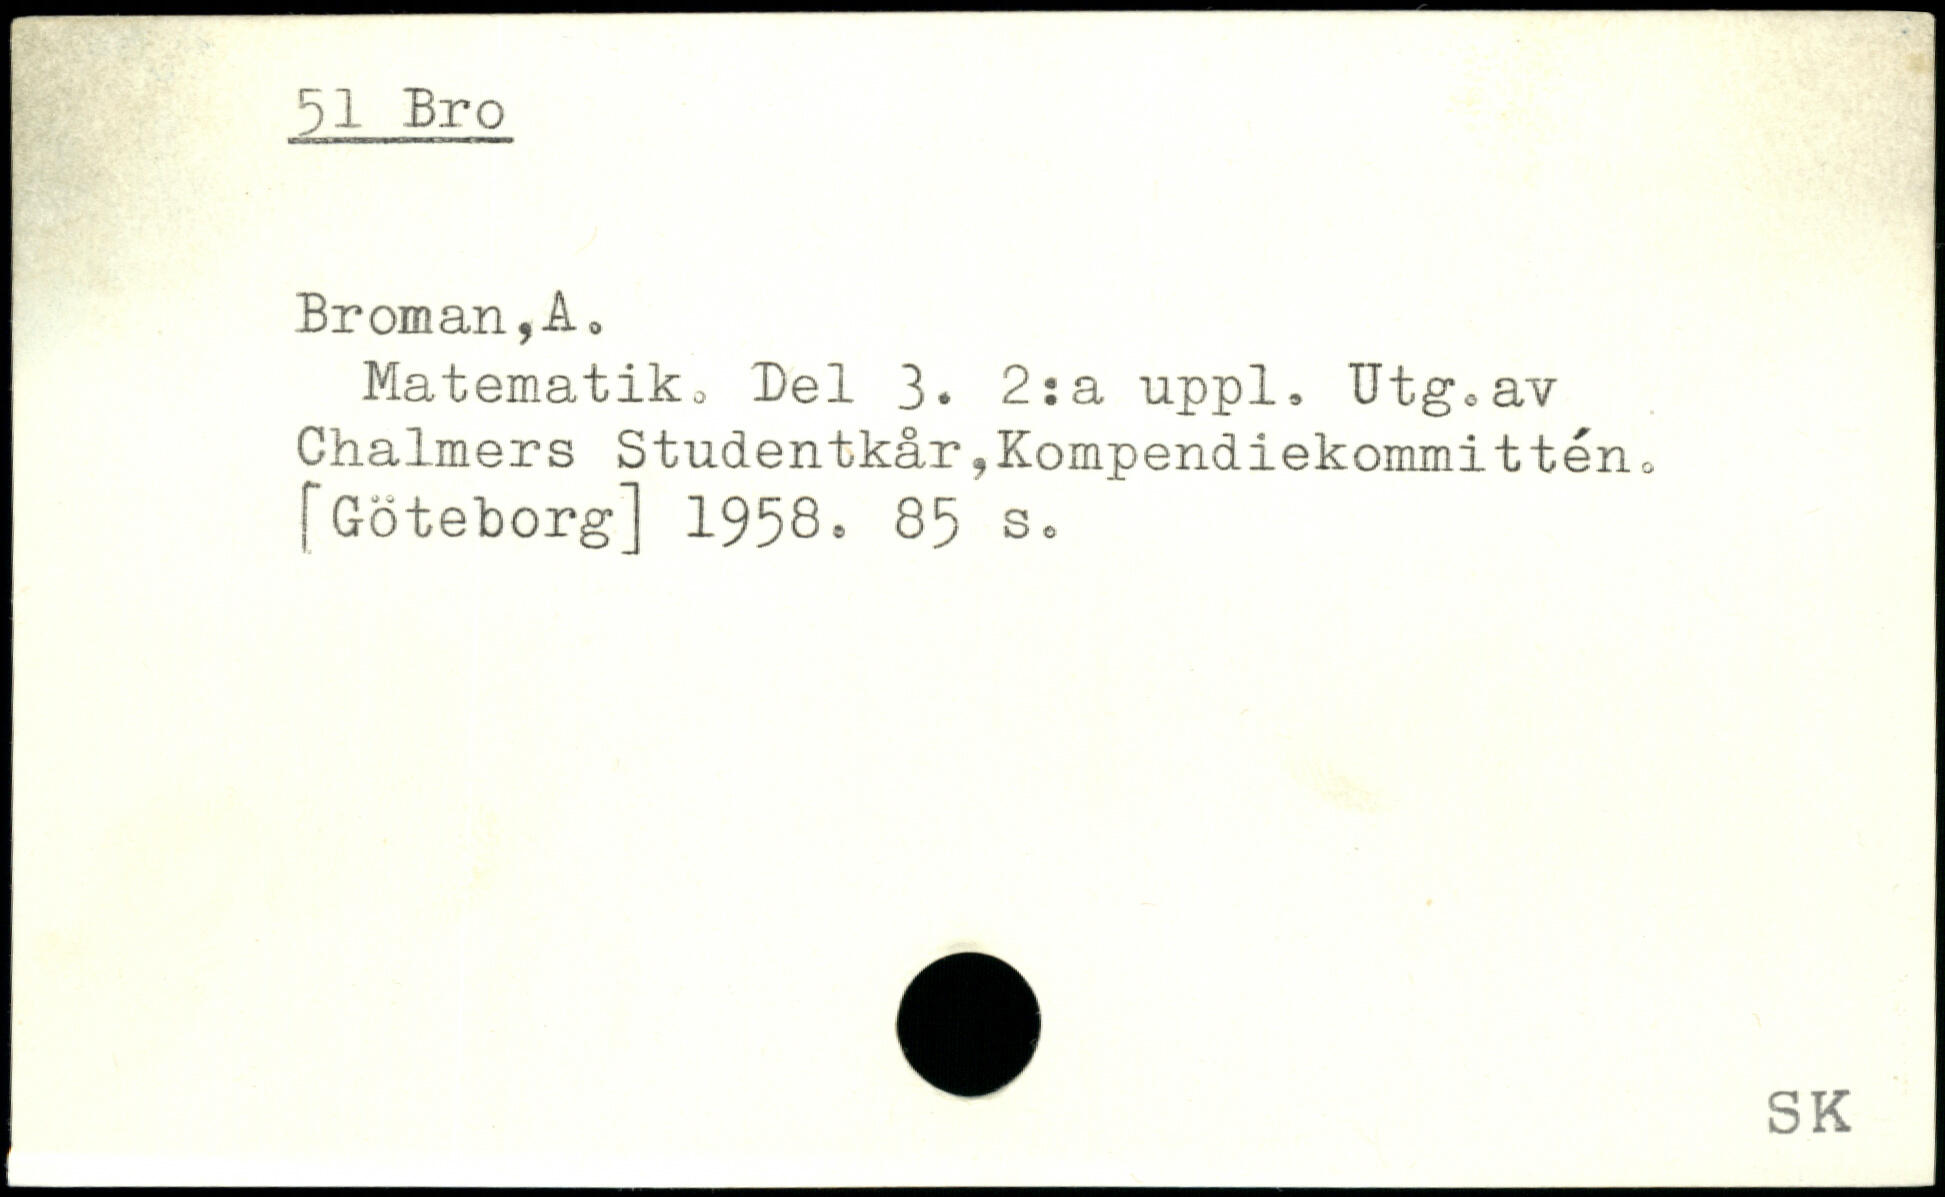 51 Bro
Broman,A.
Matematik. Del 3. 2:a uppl. Utg.av
Chalmers Studentkår,Kompendiekommittén.
[Göteborg] 1958. 85 s.
SK